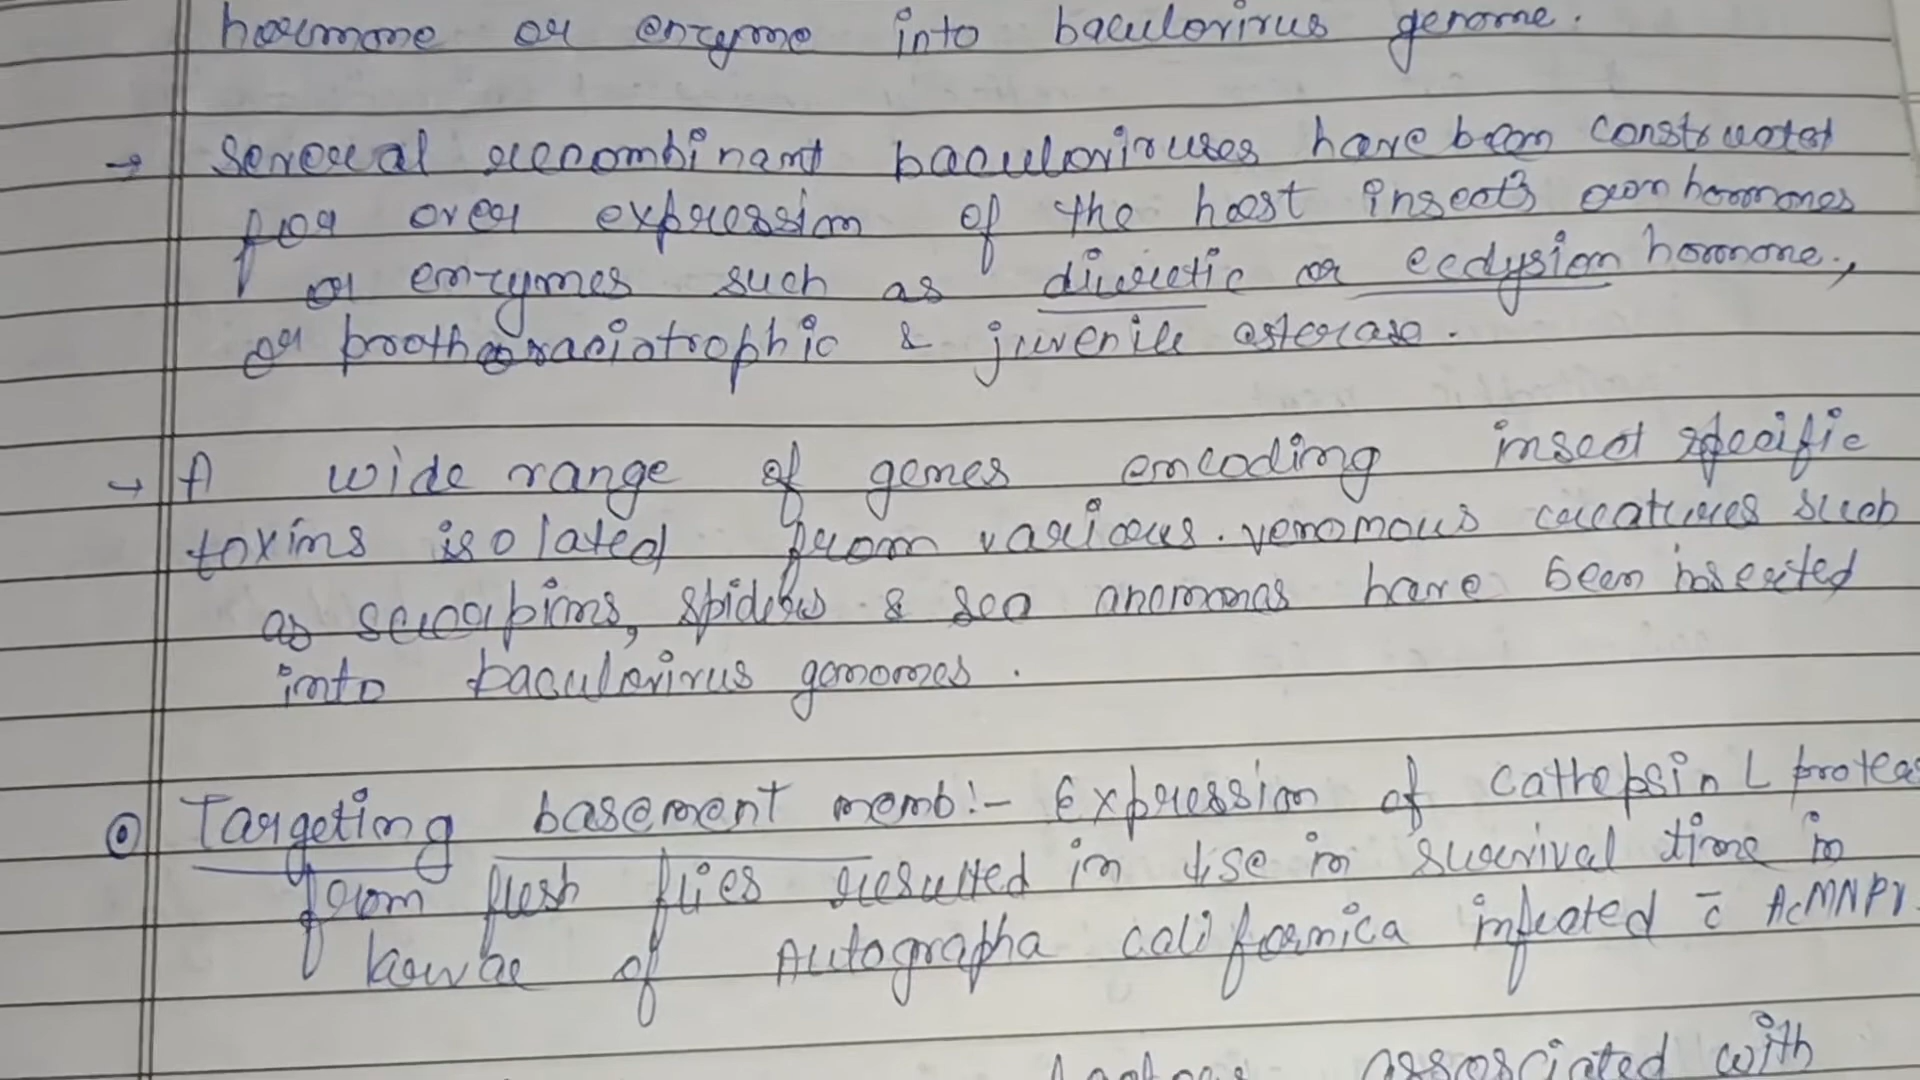 hormone or enzyme into baculovirus genome.
→ Several recombinant baculoviruses have been constructed
for over expression of the host insect's own hormones
or enzymes such as diuretic or ecdysion hormone,
or prothoraciotrophic & juvenile esterase.
→ A wide range of genes encoding insect specific
toxins isolated from various venomous creatures such
as scorpions, spiders & sea anomones have been inserted
into baculovirus genomes.
Targeting basement memb:- Expression of cathepsin L proteas
from flesh flies resulted in ↓se in survival time in
larvae of Autographa californica infected c̄ AcMNPV
associated with